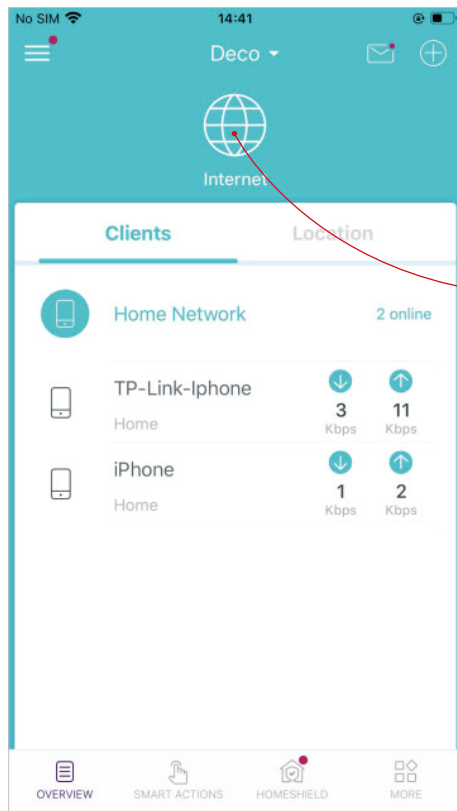 No SIM 14:41
Deco
Internet
Clients Location
Home Network 2 online
TP-Link-Iphone
3 11
Home Kbps Kbps
iPhone
1 2
Home Kbps Kbps
OVERVIEW SMART ACTIONS HOMESHIELD MORE